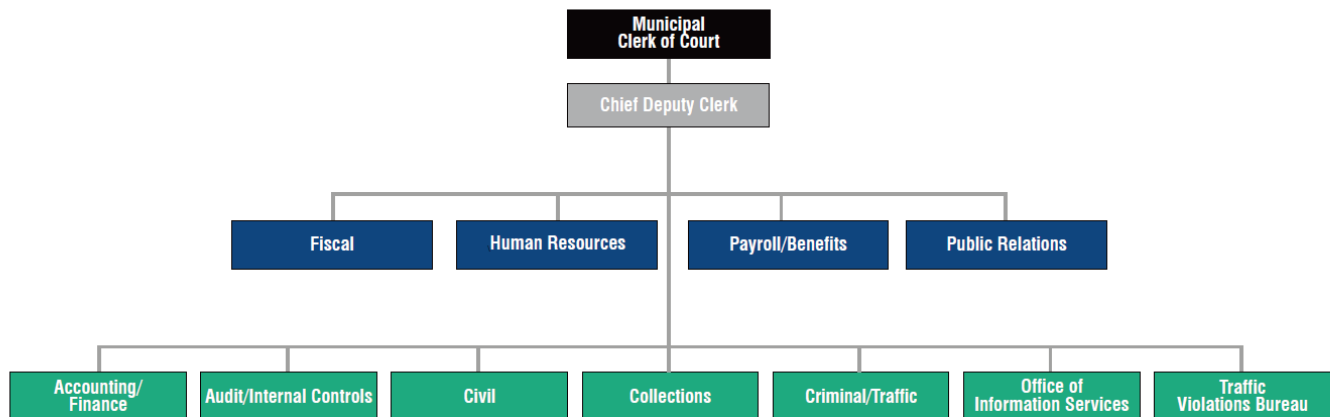 Municipal
Clerk of Court
Chief Deputy Clerk
Fiscal
Human Resources
Payroll/Benefits
Public Relations
Accounting/
Finance
Audit/Internal Controls
Civil
Collections
Criminal/Traffic
Office of
Information Services
Traffic
Violations Bureau